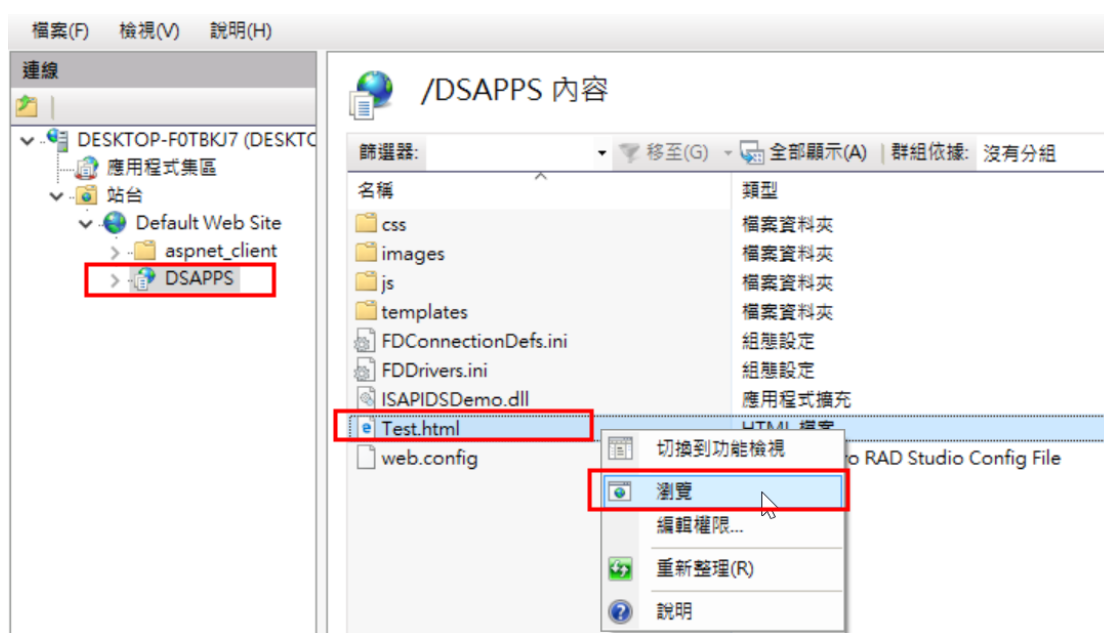 檔案(F) 檢視(V) 說明(H)
連線
DESKTOP-F0TBKJ7 (DESKTC
應用程式集區
站台
Default Web Site
aspnet_client
DSAPPS
/DSAPPS 內容
篩選器: 移至(G) 全部顯示(A) 群組依據: 沒有分組
名稱 類型
css 檔案資料夾
images 檔案資料夾
js 檔案資料夾
templates 檔案資料夾
FDConnectionDefs.ini 組態設定
FDDrivers.ini 組態設定
ISAPIDSDemo.dll 應用程式擴充
Test.html HTML 檔案
web.config o RAD Studio Config File
切換到功能檢視
瀏覽
編輯權限...
重新整理(R)
說明